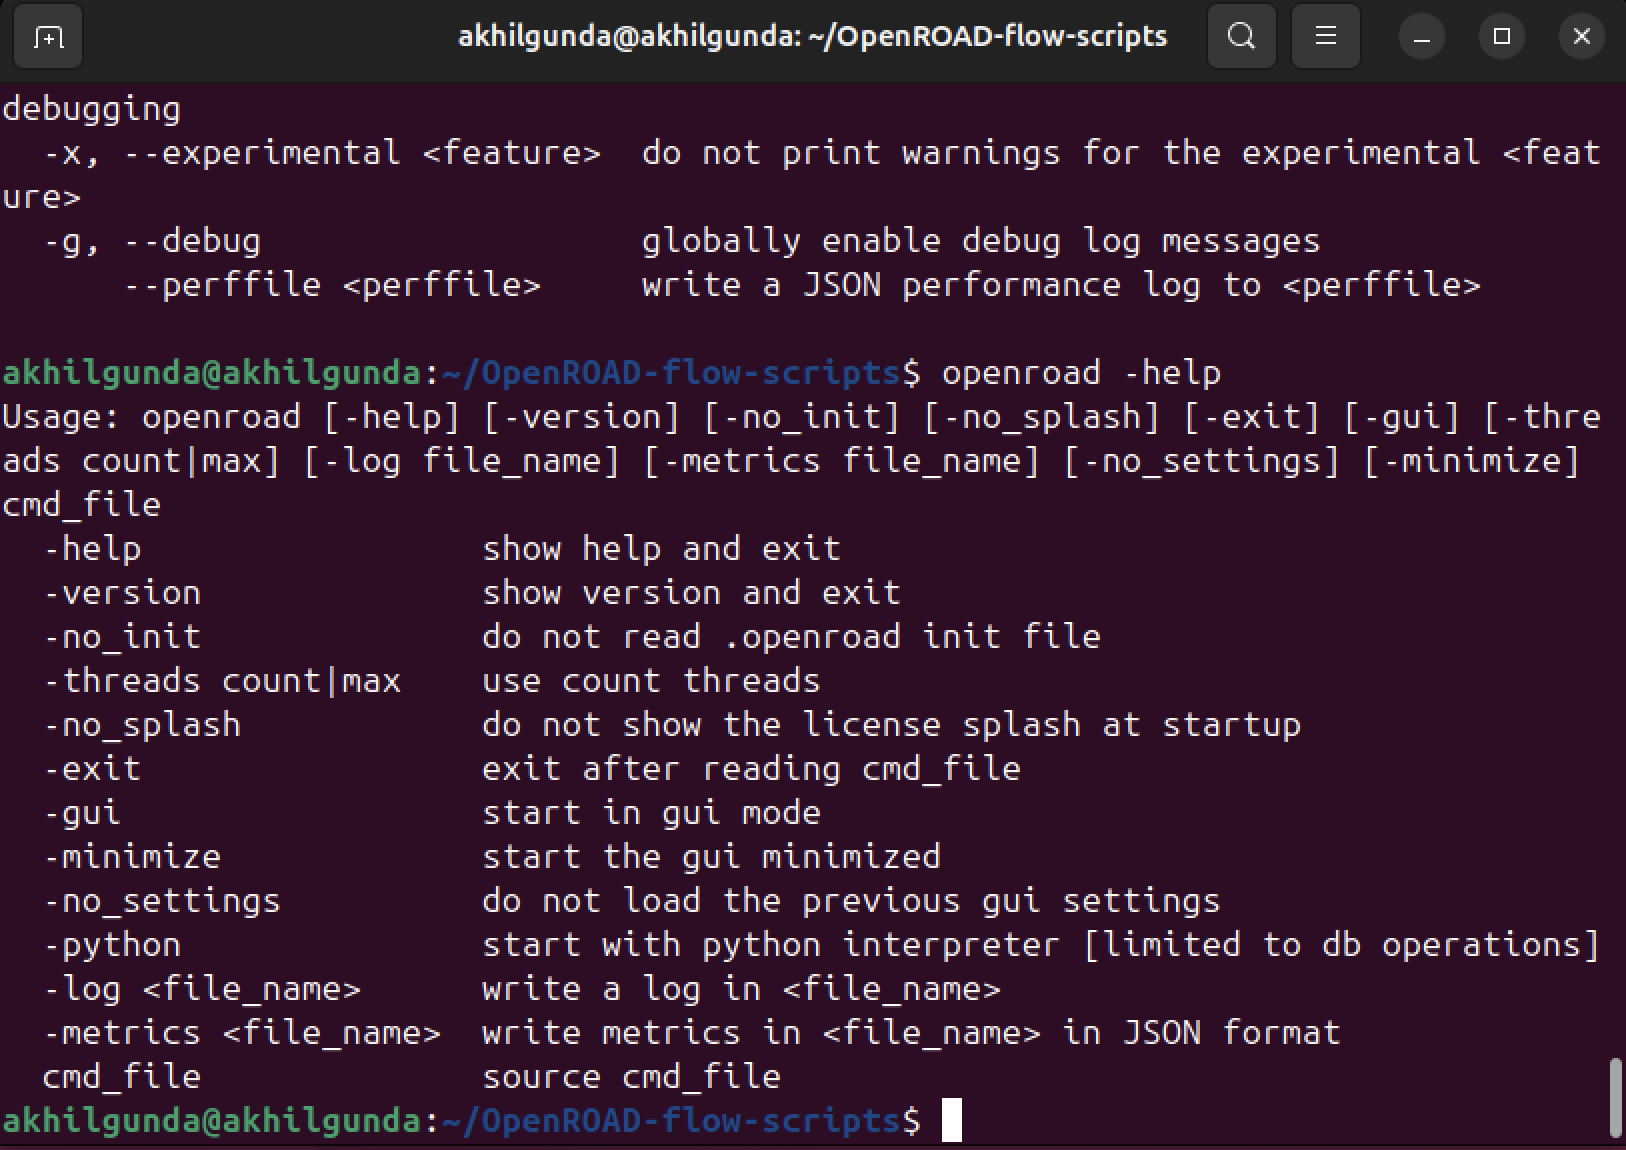 akhilgunda@akhilgunda: ~/OpenROAD-flow-scripts
debugging
  -x, --experimental <feature>  do not print warnings for the experimental <feat
ure>
  -g, --debug                   globally enable debug log messages
      --perffile <perffile>     write a JSON performance log to <perffile>

akhilgunda@akhilgunda:~/OpenROAD-flow-scripts$ openroad -help
Usage: openroad [-help] [-version] [-no_init] [-no_splash] [-exit] [-gui] [-thre
ads count|max] [-log file_name] [-metrics file_name] [-no_settings] [-minimize]
cmd_file
  -help                 show help and exit
  -version              show version and exit
  -no_init              do not read .openroad init file
  -threads count|max    use count threads
  -no_splash            do not show the license splash at startup
  -exit                 exit after reading cmd_file
  -gui                  start in gui mode
  -minimize             start the gui minimized
  -no_settings          do not load the previous gui settings
  -python               start with python interpreter [limited to db operations]
  -log <file_name>      write a log in <file_name>
  -metrics <file_name>  write metrics in <file_name> in JSON format
  cmd_file              source cmd_file
akhilgunda@akhilgunda:~/OpenROAD-flow-scripts$